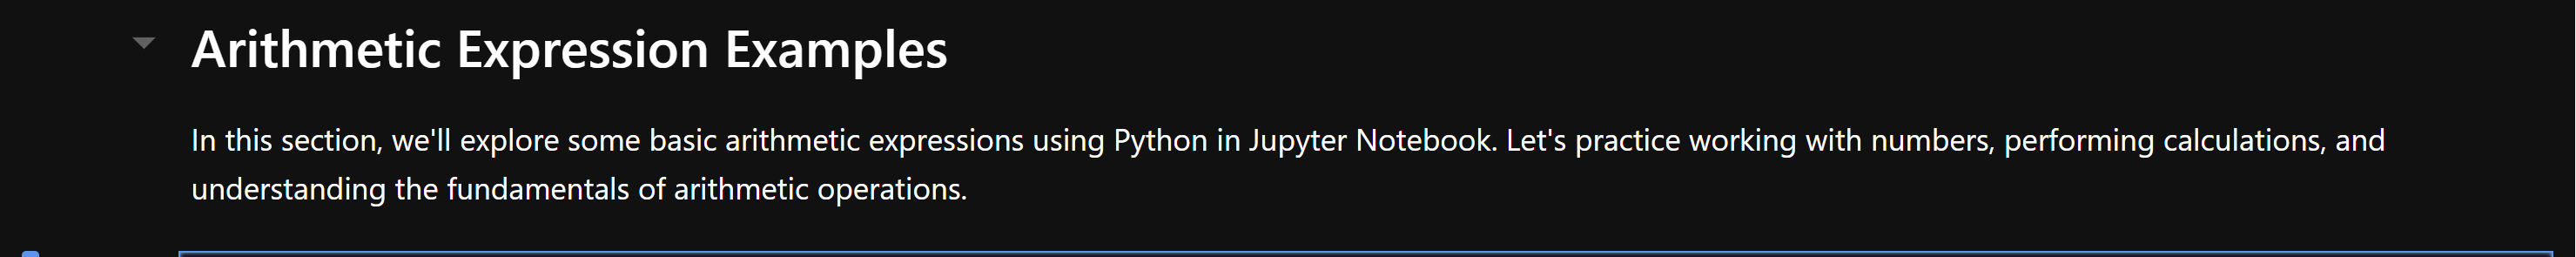 Arithmetic Expression Examples
In this section, we'll explore some basic arithmetic expressions using Python in Jupyter Notebook. Let's practice working with numbers, performing calculations, and
understanding the fundamentals of arithmetic operations.